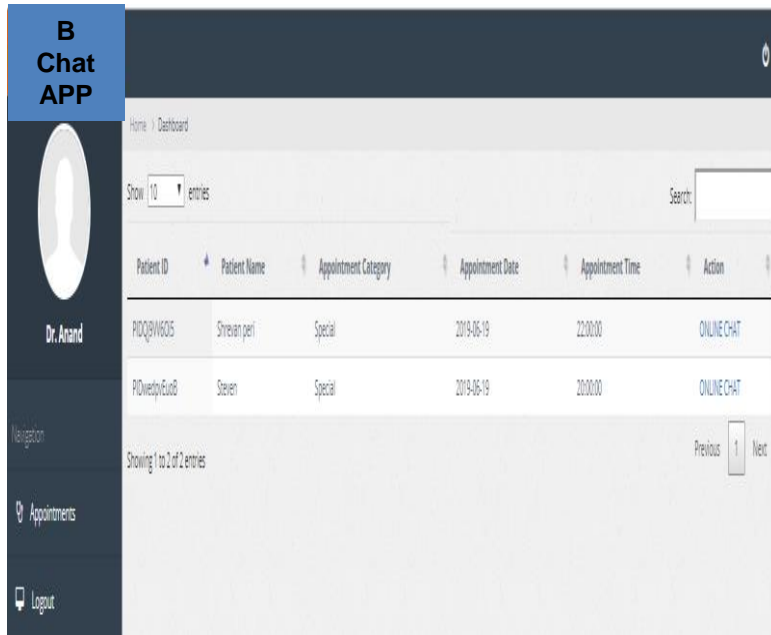 B
Chat
APP
Home > Dashboard
Show 10 entries
Search:
Patient ID Patient Name Appointment Category Appointment Date Appointment Time Action
Shrevan peri Special 2019-06-19 22:00:00 ONLINE CHAT
Steven Special 2019-06-19 20:00:00 ONLINE CHAT
Showing 1 to 2 of 2 entries
Previous 1 Next
Dr. Anand
Navigation
Appointments
Logout